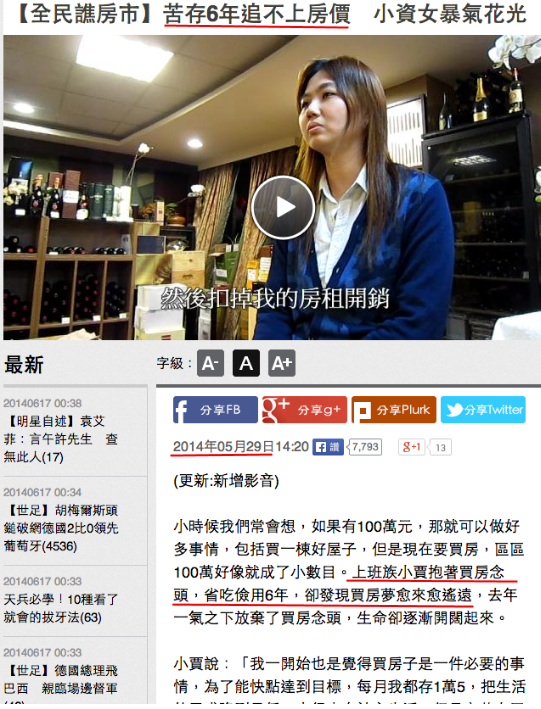 【全民譙房市】苦存6年追不上房價 小資女暴氣花光
然後扣掉我的房租開銷
最新
字級：A- A A+
20140617 00:38
【明星自述】袁艾
菲：言午許先生 查
無此人(17)
20140617 00:34
【世足】胡梅爾斯頭
鎚破網德國2比0領先
葡萄牙(4536)
20140617 00:33
天兵必學！10種看了
就會的拔牙法(63)
20140617 00:33
【世足】德國總理飛
巴西 親臨場邊督軍
分享FB 分享g+ 分享Plurk 分享Twitter
2014年05月29日14:20 讚 7,793 g+1 13
(更新:新增影音)
小時候我們常會想，如果有100萬元，那就可以做好
多事情，包括買一棟好屋子，但是現在要買房，區區
100萬好像就成了小數目。上班族小賈抱著買房念
頭，省吃儉用6年，卻發現買房夢愈來愈遙遠，去年
一氣之下放棄了買房念頭，生命卻逐漸開闊起來。
小賈說：「我一開始也是覺得買房子是一件必要的事
情，為了能快點達到目標，每月我都存1萬5，把生活